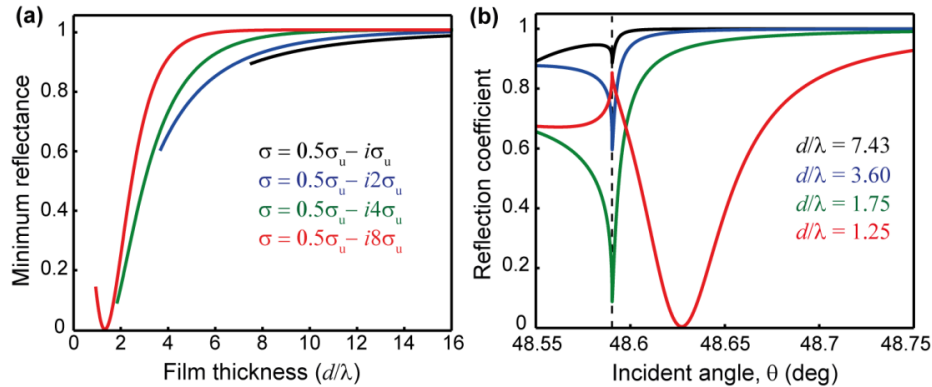 (a)
Minimum reflectance
1.0
0.8
0.6
0.4
0.2
0
σ = 0.5σᵤ – iσᵤ
σ = 0.5σᵤ – i2σᵤ
σ = 0.5σᵤ – i4σᵤ
σ = 0.5σᵤ – i8σᵤ
0 2 4 6 8 10 12 14 16
Film thickness (d/λ)
(b)
Reflection coefficient
1
0.8
0.6
0.4
0.2
0
d/λ = 7.43
d/λ = 3.60
d/λ = 1.75
d/λ = 1.25
48.55 48.6 48.65 48.7 48.75
Incident angle, θ (deg)